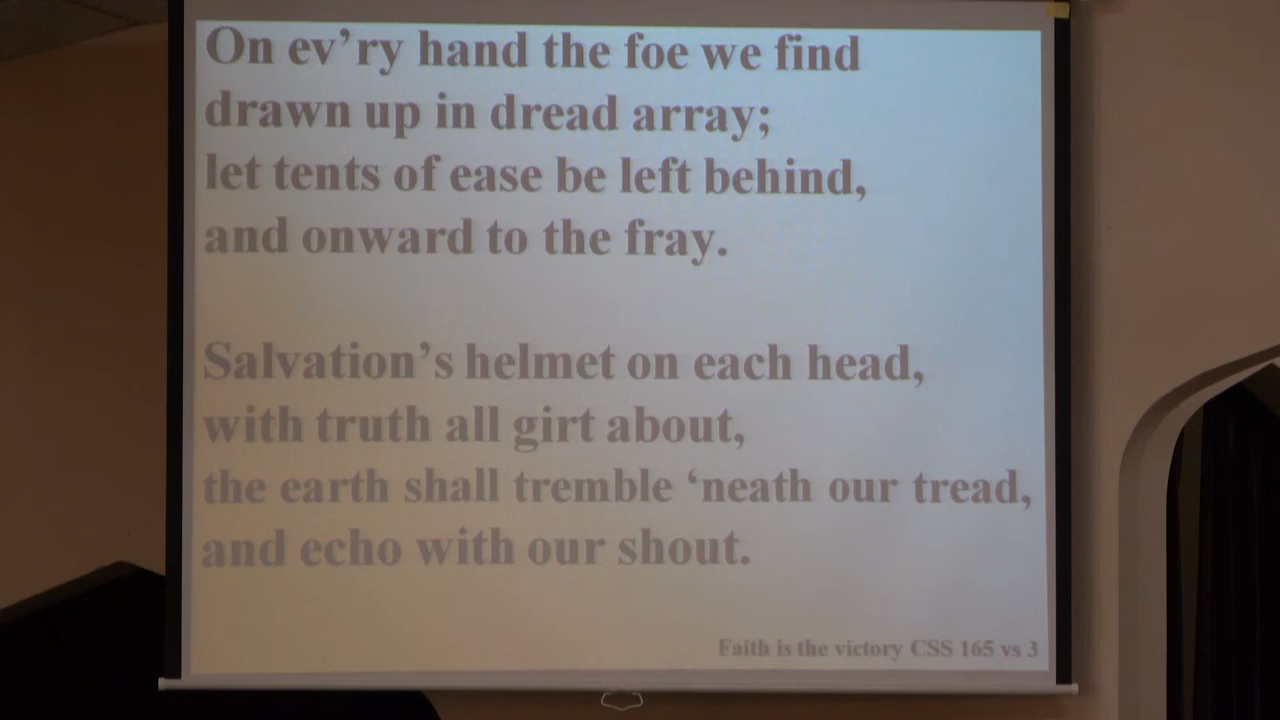 On ev’ry hand the foe we find
drawn up in dread array;
let tents of ease be left behind,
and onward to the fray.
Salvation’s helmet on each head,
with truth all girt about,
the earth shall tremble ‘neath our tread,
and echo with our shout.
Faith is the victory CSS 165 vs 3